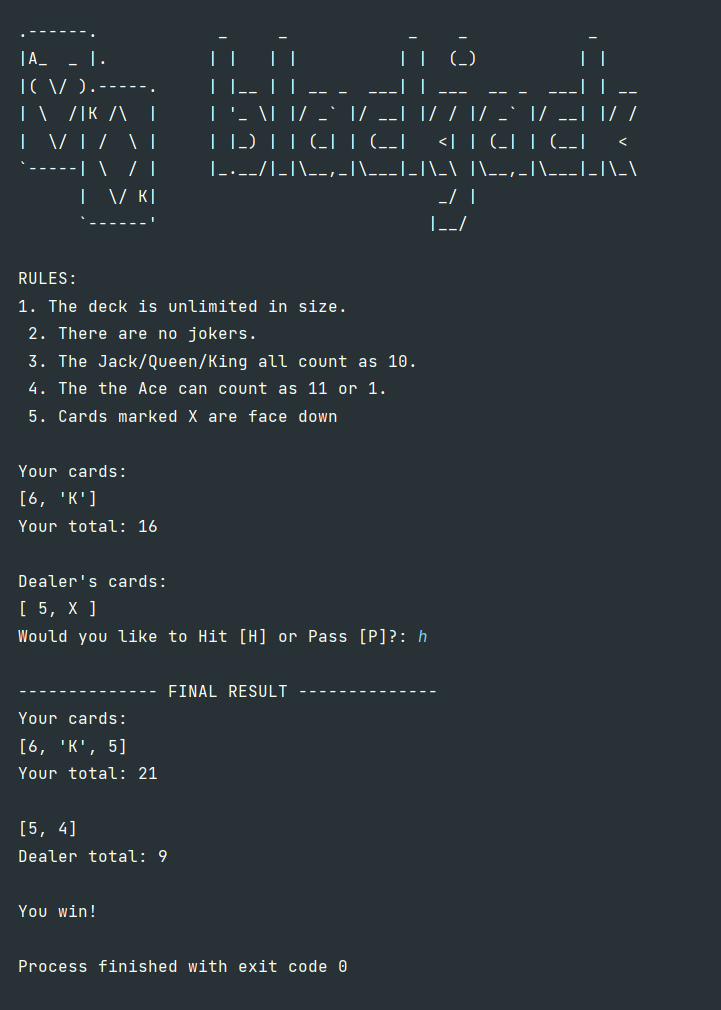 .------.            _     _            _    _            _
|A_  _ |.          | |   | |          | |  (_)          | |
|( \/ ).-----.     | |__ | | __ _  ___| | ___  __ _  ___| | __
| \  /|K /\  |     | '_ \| |/ _` |/ __| |/ / |/ _` |/ __| |/ /
|  \/ | /  \ |     | |_) | | (_| | (__|   <| | (_| | (__|   <
`-----| \  / |     |_.__/|_|\__,_|\___|_|\_\ |\__,_|\___|_|\_\
      |  \/ K|                            _/ |
      `------'                           |__/
RULES:
1. The deck is unlimited in size.
2. There are no jokers.
3. The Jack/Queen/King all count as 10.
4. The the Ace can count as 11 or 1.
5. Cards marked X are face down
Your cards:
[6, 'K']
Your total: 16
Dealer's cards:
[ 5, X ]
Would you like to Hit [H] or Pass [P]?: h
-------------- FINAL RESULT --------------
Your cards:
[6, 'K', 5]
Your total: 21
[5, 4]
Dealer total: 9
You win!
Process finished with exit code 0